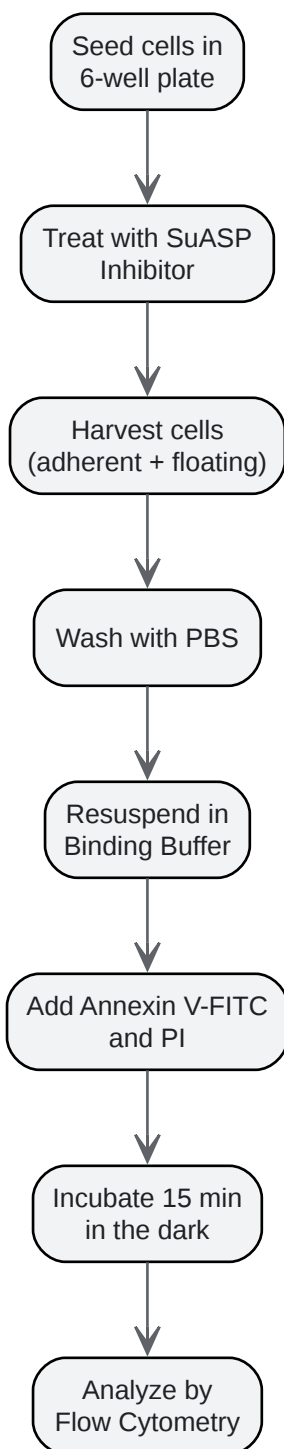 Seed cells in
6-well plate
Treat with SuASP
Inhibitor
Harvest cells
(adherent + floating)
Wash with PBS
Resuspend in
Binding Buffer
Add Annexin V-FITC
and PI
Incubate 15 min
in the dark
Analyze by
Flow Cytometry